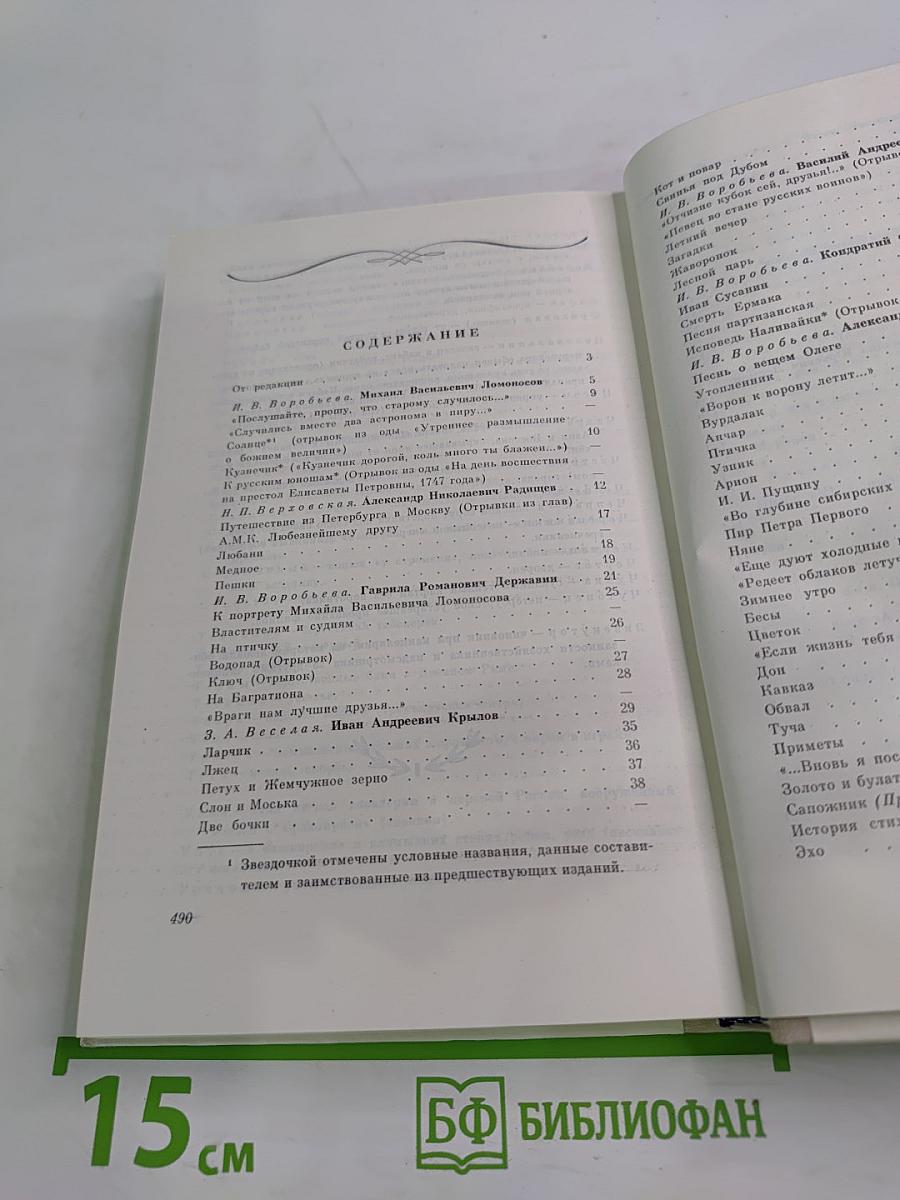 СОДЕРЖАНИЕ
От редакции . . . . . . . . . . 3
И. В. Воробьева. Михаил Васильевич Ломоносов 5
«Послушайте, прошу, что старому случилось...» . . . 9
«Случились вместе два астронома в пиру...» . . . . —
Солнце*¹ (отрывок из оды «Утреннее размышление
о божием величии») . . . . . . . . 10
Кузнечик* («Кузнечик дорогой, коль много ты блажен...») —
К русским юношам* (Отрывок из оды «На день восшествия
на престол Елисаветы Петровны, 1747 года») . . . . —
Н. П. Верховская. Александр Николаевич Радищев . 12
Путешествие из Петербурга в Москву (Отрывки из глав)
А.М.К. Любезнейшему другу . . . . . . 17
Любани . . . . . . . . . . —
Медное . . . . . . . . . . 18
Пешки . . . . . . . . . . 19
И. В. Воробьева. Гаврила Романович Державин . . 21
К портрету Михайла Васильевича Ломоносова . . . . 25
Властителям и судиям . . . . . . . . —
На птичку . . . . . . . . . . 26
Водопад (Отрывок) . . . . . . . .
Ключ (Отрывок) . . . . . . . . 27
На Багратиона . . . . . . . . . 28
«Враги нам лучшие друзья...» . . . . . . —
З. А. Веселая. Иван Андреевич Крылов . . . . . 29
Ларчик . . . . . . . . . . 35
Лжец . . . . . . . . . . 36
Петух и Жемчужное зерно . . . . . . . 37
Слон и Моська . . . . . . . . . 38
Две бочки . . . . . . . . . . —
¹ Звездочкой отмечены условные названия, данные состави-
телем и заимствованные из предшествующих изданий.
490
Кот и повар . . . . . .
Свинья под Дубом . . . . .
И. В. Воробьева. Василий Андрее
«Отчизне кубок сей, друзья!..» (Отрывок
«Певец во стане русских воинов») . .
Летний вечер . . . . .
Загадки . . . . .
Жаворонок . . . . .
Лесной царь . . . . .
И. В. Воробьева. Кондратий
Иван Сусанин . . . .
Смерть Ермака . . . .
Песня партизанская . . .
Исповедь Наливайки* (Отрывок
И. В. Воробьева. Александ
Песнь о вещем Олеге . .
Утопленник . . . .
«Ворон к ворону летит...»
Вурдалак . . . .
Анчар . . . .
Птичка . . . .
Узник . . . .
Арион . . . .
И. И. Пущину . . .
«Во глубине сибирских
Пир Петра Первого . .
Няне . . . .
«Еще дуют холодные
«Редеет облаков летуч
Зимнее утро . . .
Бесы . . . .
Цветок . . . .
«Если жизнь тебя
Дон . . . .
Кавказ . . . .
Обвал . . . .
Туча . . . .
Приметы . . . .
«...Вновь я пос
Золото и булат
Сапожник (Пр
История стих
Эхо . . .
15 см
БФ БИБЛИОФАН